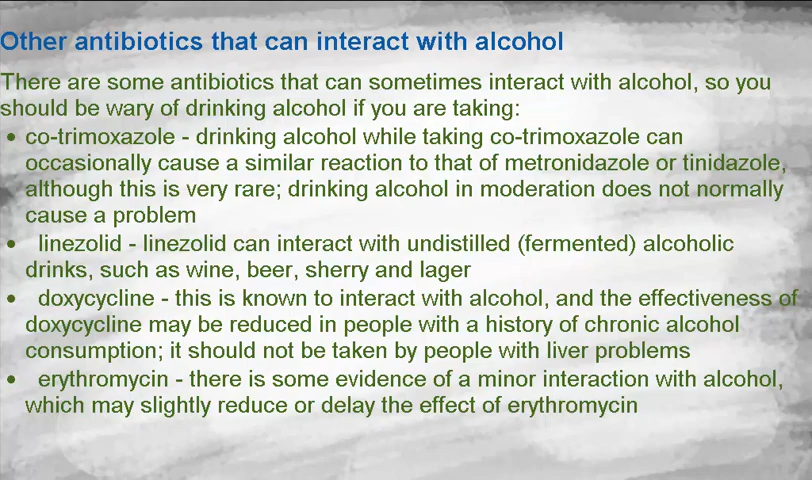 Other antibiotics that can interact with alcohol
There are some antibiotics that can sometimes interact with alcohol, so you
should be wary of drinking alcohol if you are taking:
• co-trimoxazole - drinking alcohol while taking co-trimoxazole can
occasionally cause a similar reaction to that of metronidazole or tinidazole,
although this is very rare; drinking alcohol in moderation does not normally
cause a problem
• linezolid - linezolid can interact with undistilled (fermented) alcoholic
drinks, such as wine, beer, sherry and lager
• doxycycline - this is known to interact with alcohol, and the effectiveness of
doxycycline may be reduced in people with a history of chronic alcohol
consumption; it should not be taken by people with liver problems
• erythromycin - there is some evidence of a minor interaction with alcohol,
which may slightly reduce or delay the effect of erythromycin